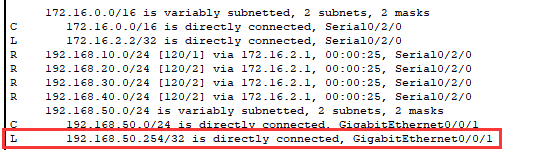 172.16.0.0/16 is variably subnetted, 2 subnets, 2 masks
C 172.16.0.0/16 is directly connected, Serial0/2/0
L 172.16.2.2/32 is directly connected, Serial0/2/0
R 192.168.10.0/24 [120/1] via 172.16.2.1, 00:00:25, Serial0/2/0
R 192.168.20.0/24 [120/2] via 172.16.2.1, 00:00:25, Serial0/2/0
R 192.168.30.0/24 [120/2] via 172.16.2.1, 00:00:25, Serial0/2/0
R 192.168.40.0/24 [120/2] via 172.16.2.1, 00:00:25, Serial0/2/0
192.168.50.0/24 is variably subnetted, 2 subnets, 2 masks
C 192.168.50.0/24 is directly connected, GigabitEthernet0/0/1
L 192.168.50.254/32 is directly connected, GigabitEthernet0/0/1